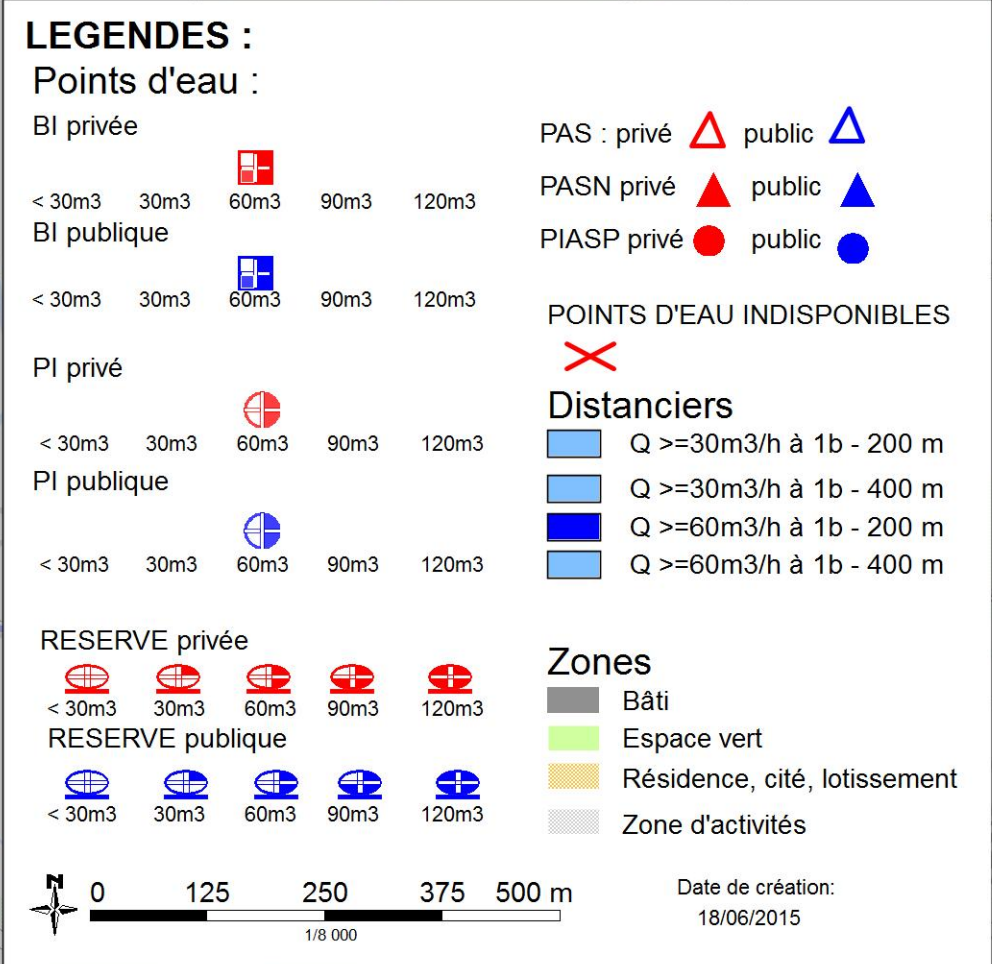 LEGENDES :
Points d'eau :
BI privée
< 30m3 30m3 60m3 90m3 120m3
BI publique
< 30m3 30m3 60m3 90m3 120m3
PI privé
< 30m3 30m3 60m3 90m3 120m3
PI publique
< 30m3 30m3 60m3 90m3 120m3
RESERVE privée
< 30m3 30m3 60m3 90m3 120m3
RESERVE publique
< 30m3 30m3 60m3 90m3 120m3
PAS : privé public
PASN privé public
PIASP privé public
POINTS D'EAU INDISPONIBLES
Distanciers
Q >=30m3/h à 1b - 200 m
Q >=30m3/h à 1b - 400 m
Q >=60m3/h à 1b - 200 m
Q >=60m3/h à 1b - 400 m
Zones
Bâti
Espace vert
Résidence, cité, lotissement
Zone d'activités
N
0 125 250 375 500 m
1/8 000
Date de création:
18/06/2015